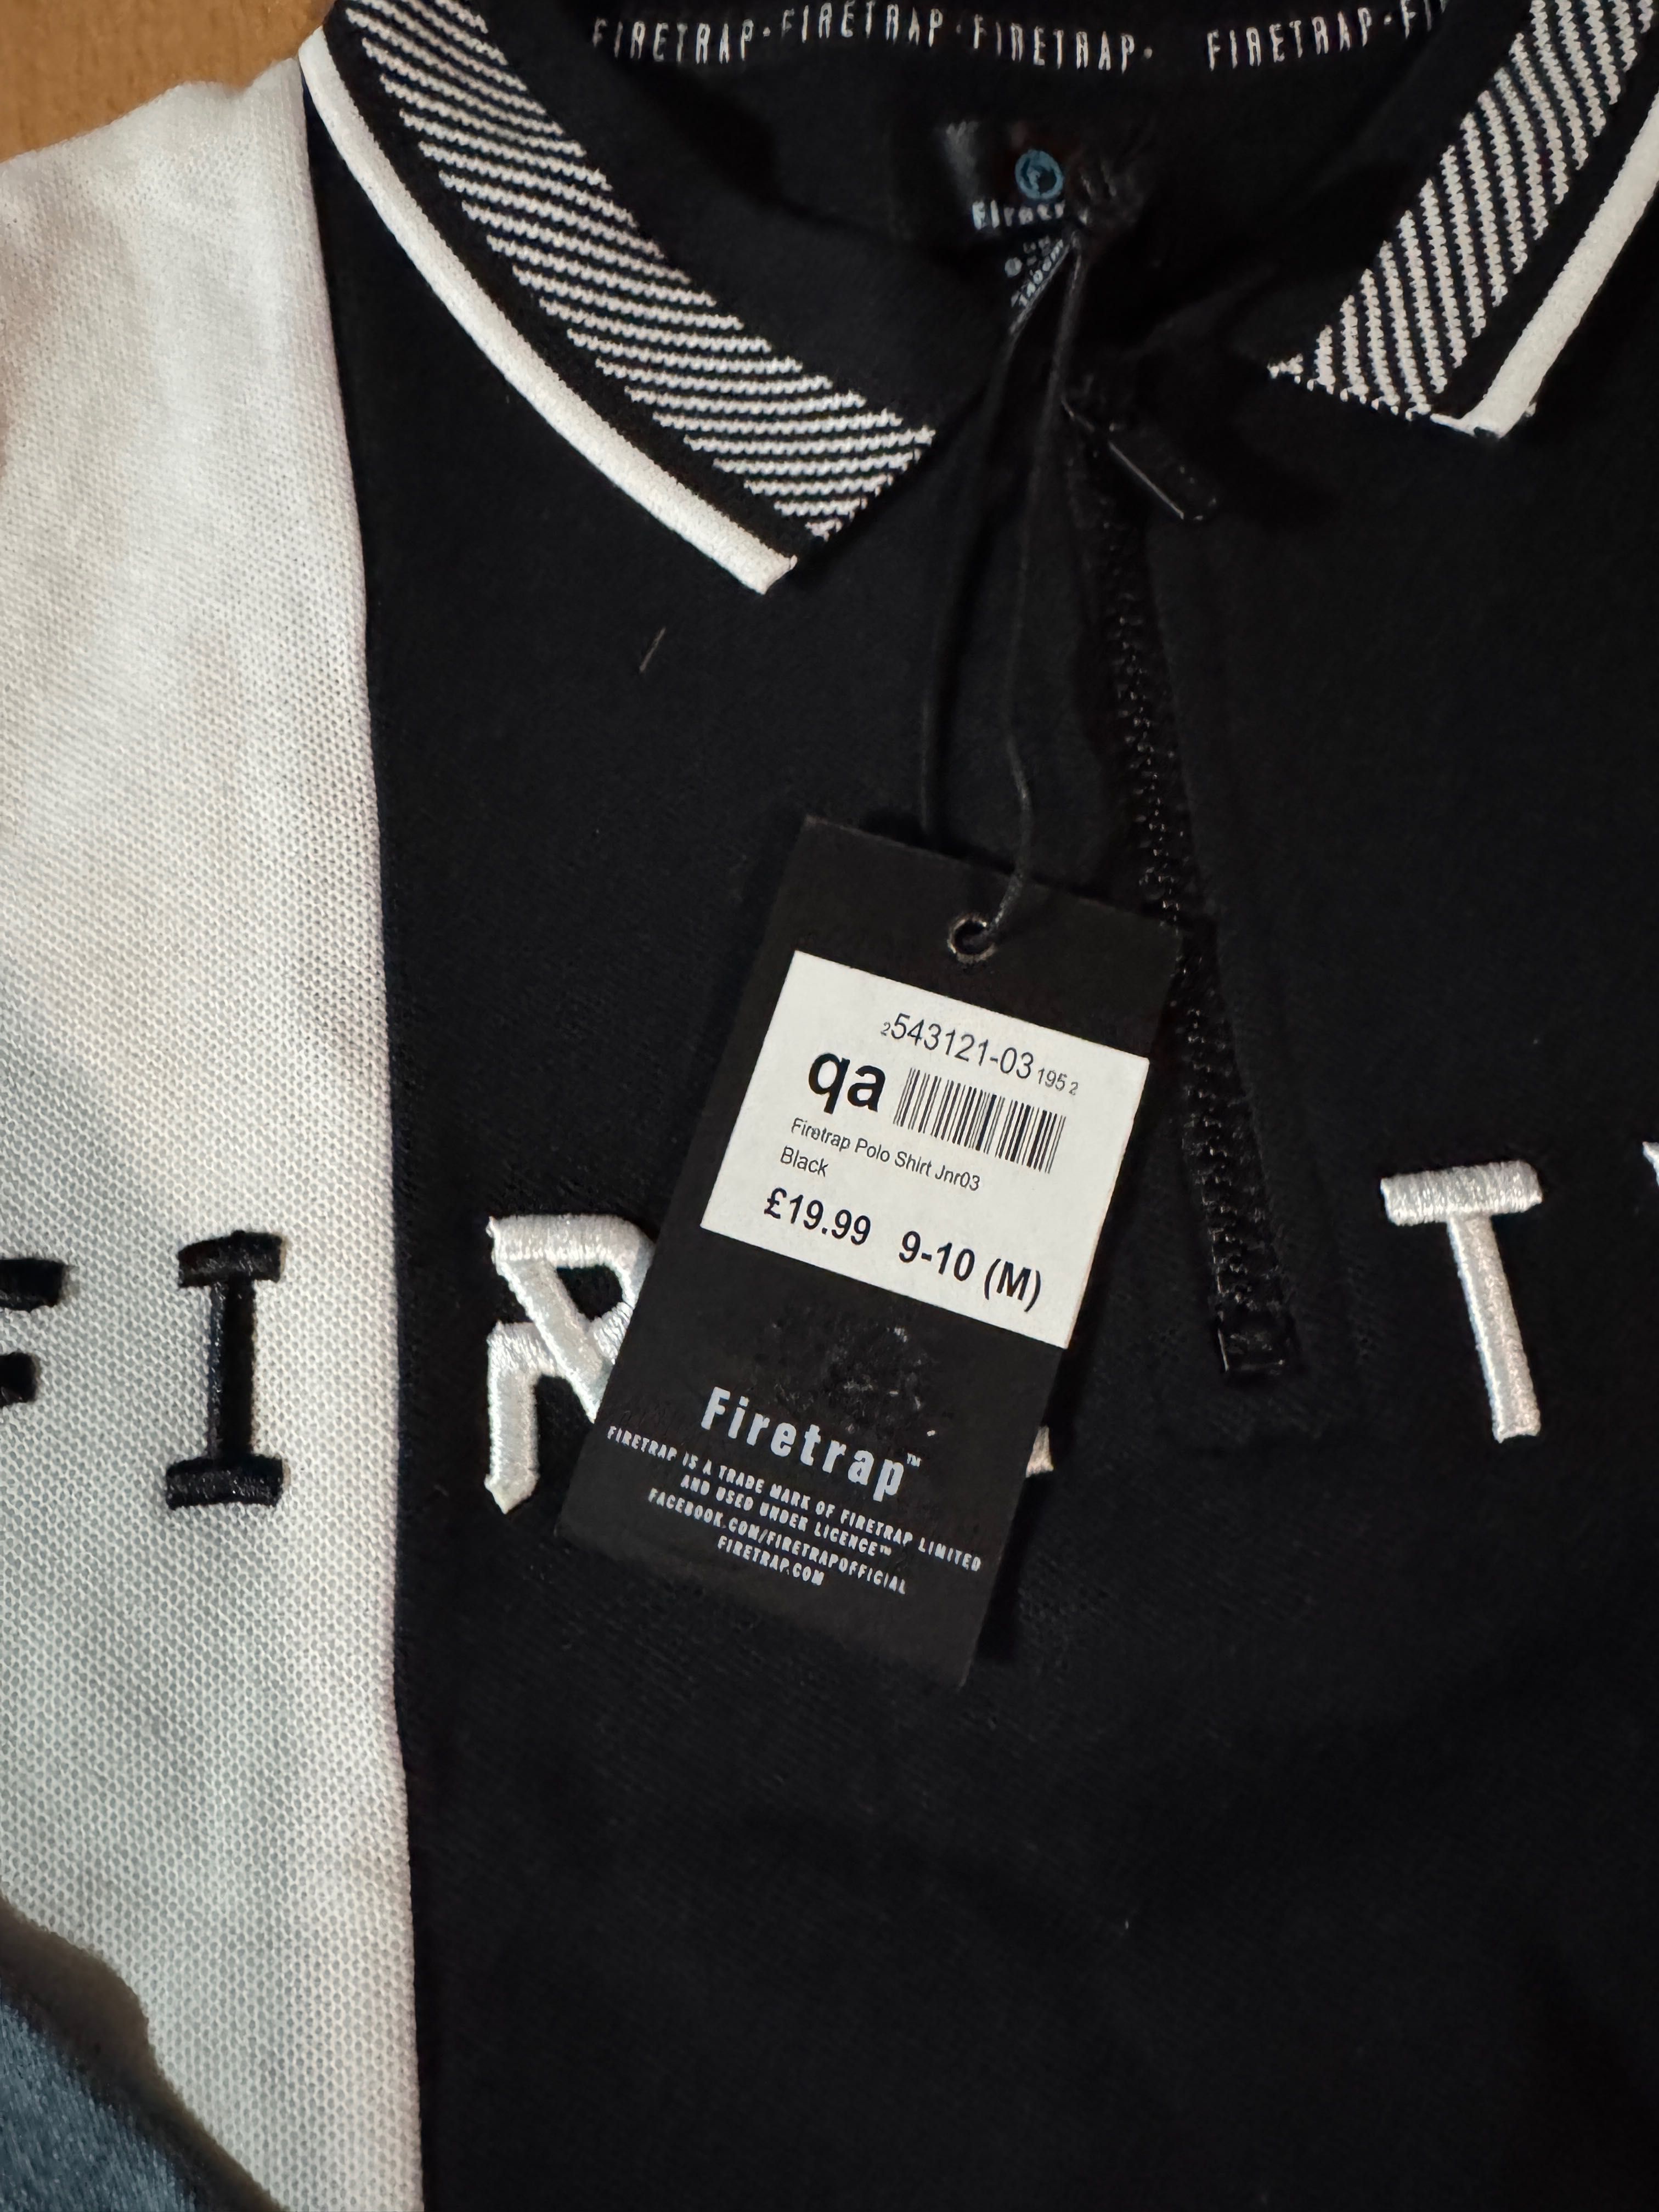 FIRETRAP·FIRETRAP·FIRETRAP· FIRETRAP·FI
Firetr
2543121-03 195 2
qa
Firetrap Polo Shirt Jnr03
Black
£19.99 9-10 (M)
F I R T
Firetrap™
FIRETRAP IS A TRADE MARK OF FIRETRAP LIMITED
AND USED UNDER LICENCE™
FACEBOOK.COM/FIRETRAPOFFICIAL
FIRETRAP.COM